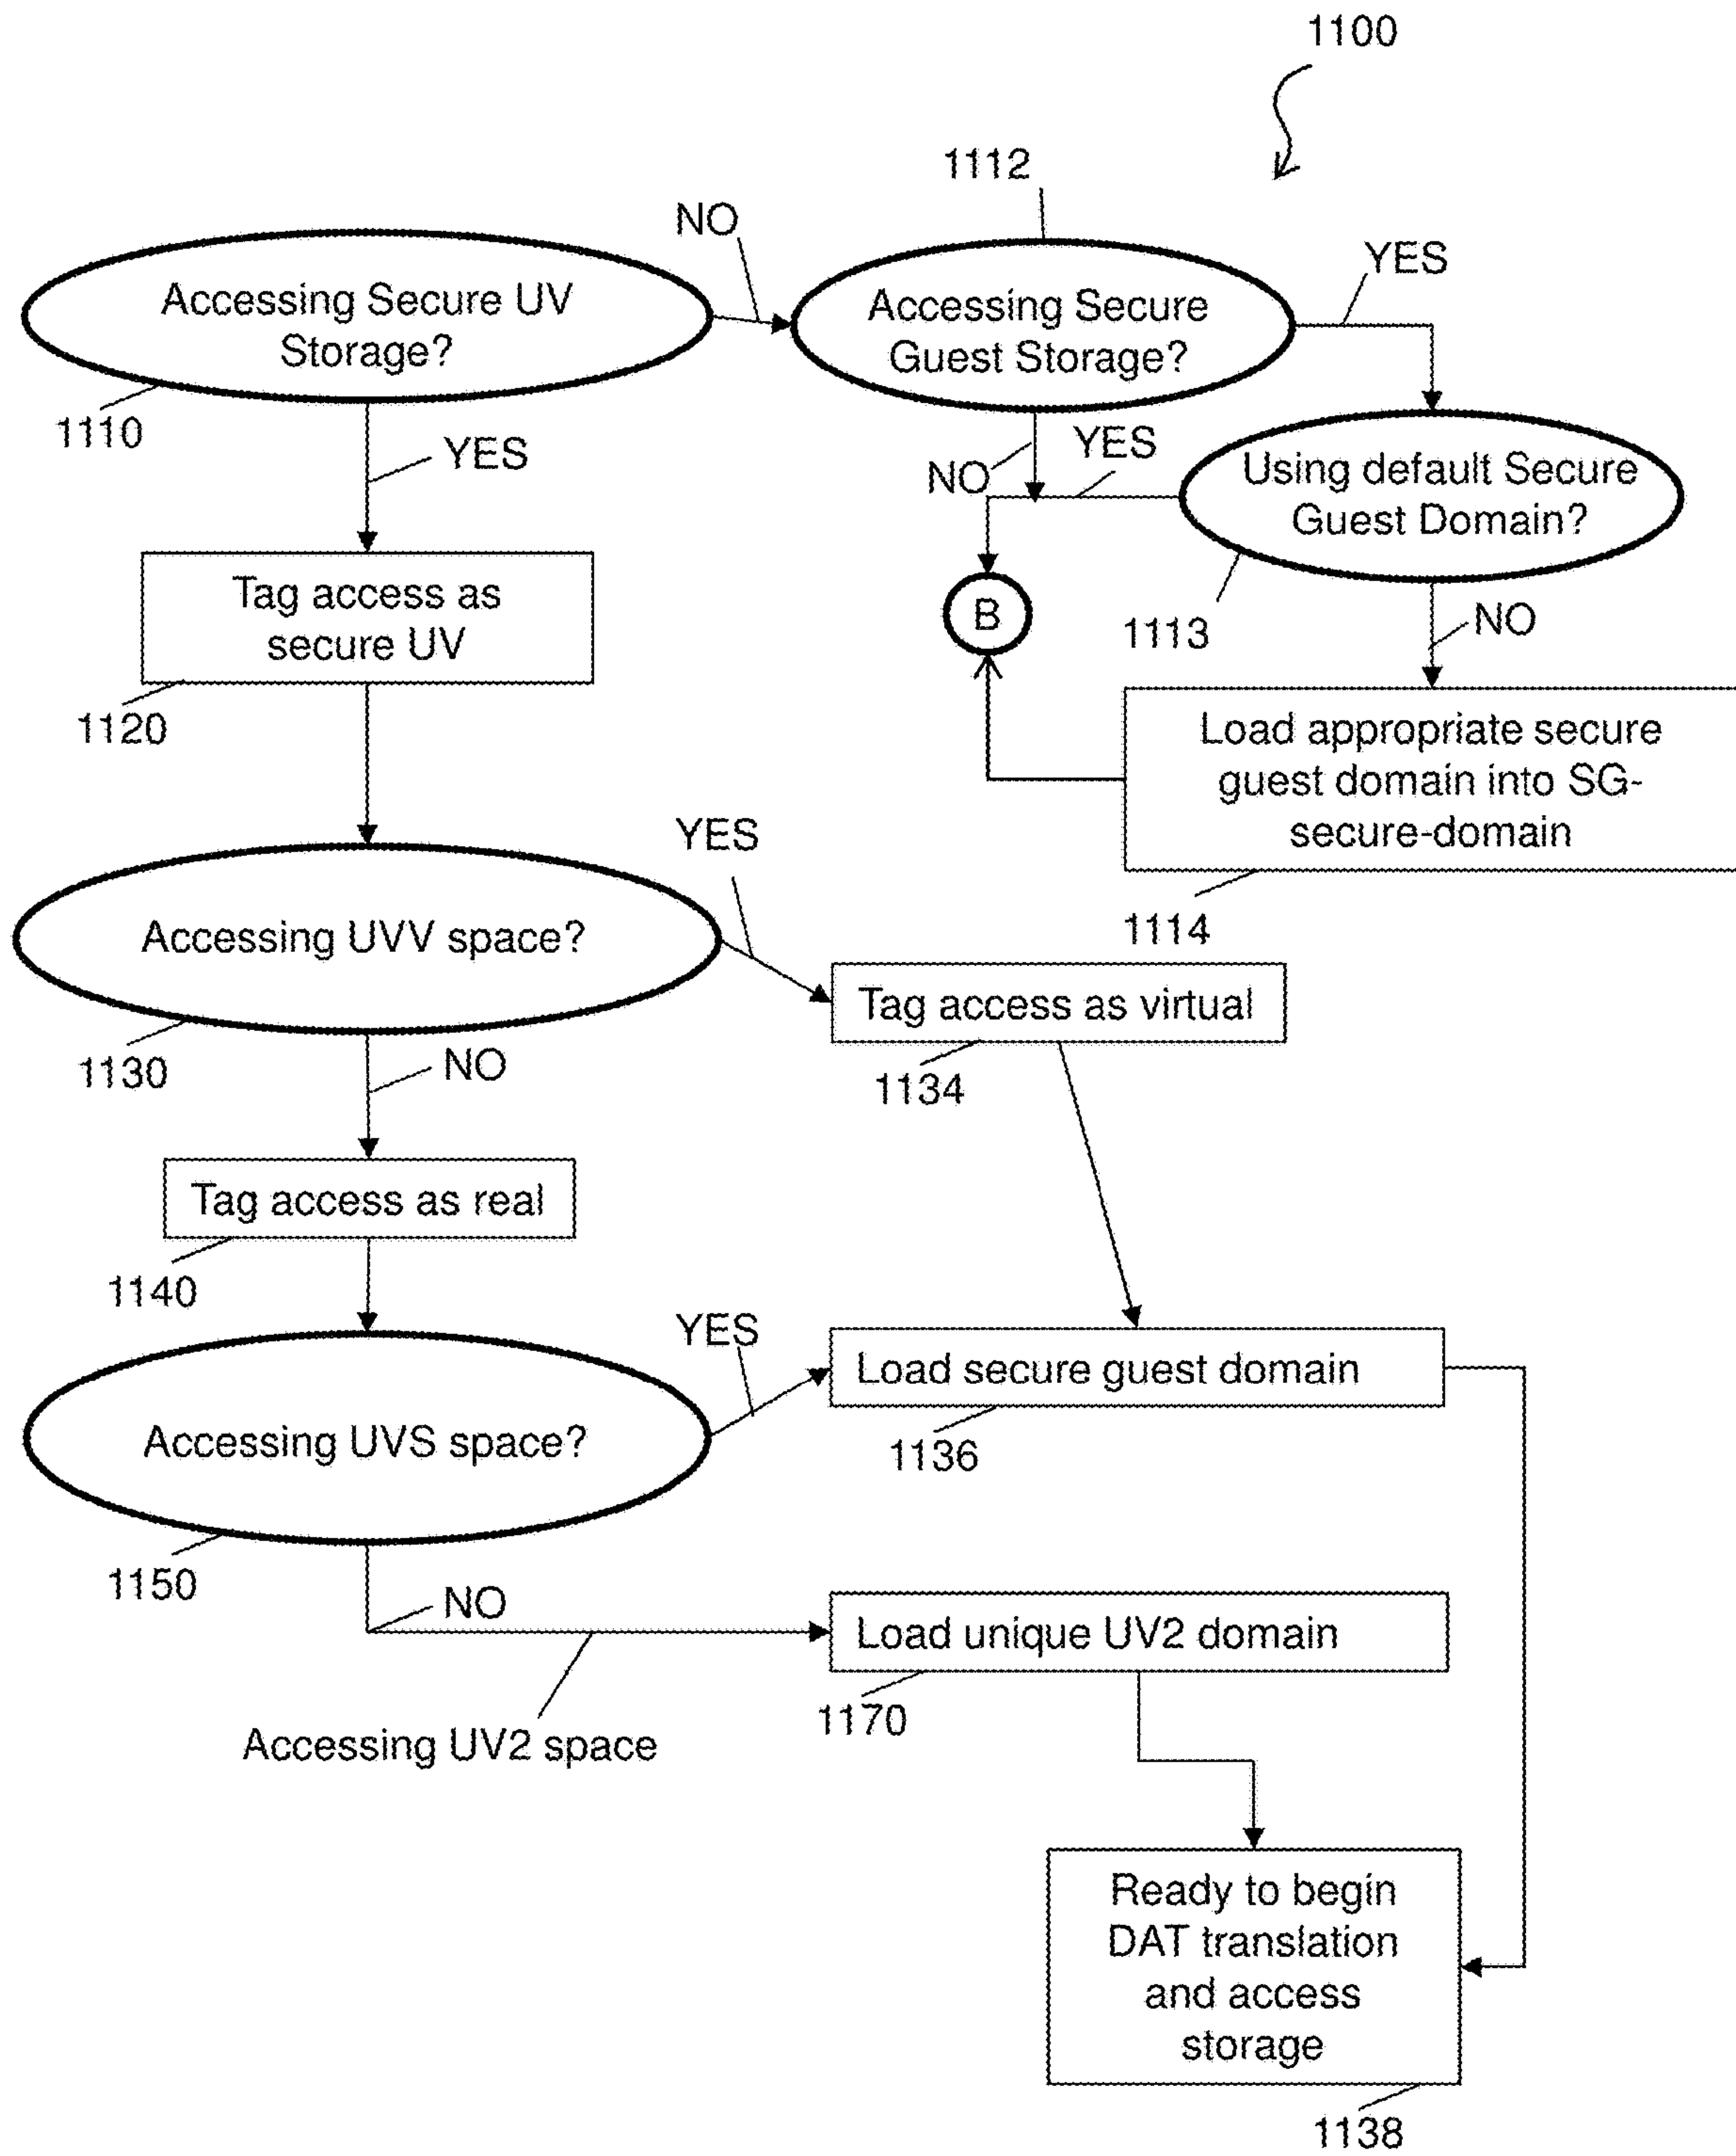 1100
1112
NO
YES
Accessing Secure UV
Storage?
Accessing Secure
Guest Storage?
1110
YES
NO
YES
Using default Secure
Guest Domain?
Tag access as
secure UV
B
1113
NO
1120
Load appropriate secure
guest domain into SG-
secure-domain
YES
1114
Accessing UVV space?
Tag access as virtual
1130
NO
1134
Tag access as real
1140
YES
Load secure guest domain
Accessing UVS space?
1136
1150
NO
Load unique UV2 domain
1170
Accessing UV2 space
Ready to begin
DAT translation
and access
storage
1138